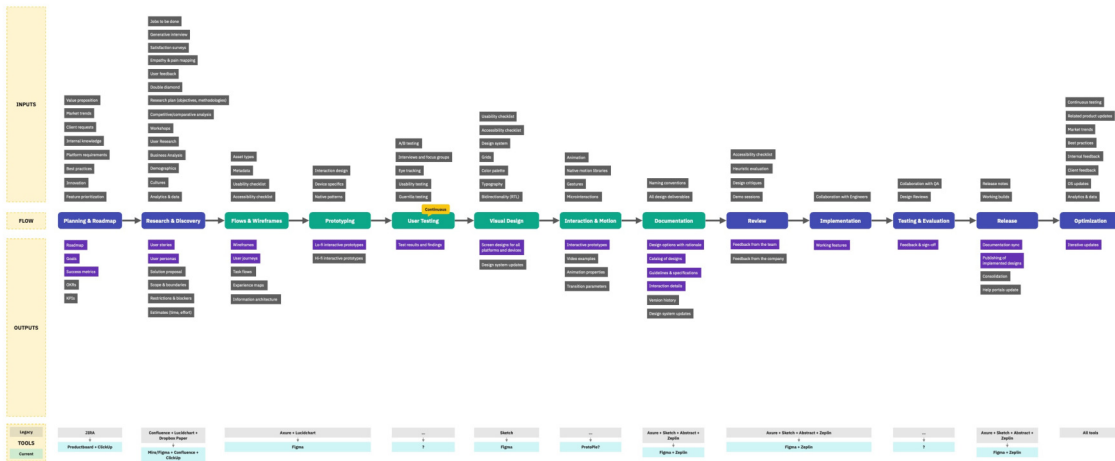 INPUTS
Value proposition
Market trends
Client requests
Internal knowledge
Platform requirements
Best practices
Innovation
Feature prioritization
Jobs to be done
Generative interview
Satisfaction surveys
Empathy & pain mapping
User feedback
Double diamond
Research plan (objectives, methodologies)
Competitive/comparative analysis
Workshops
User Research
Business Analysis
Demographics
Cultures
Analytics & data
Asset types
Metadata
Usability checklist
Accessibility checklist
Interaction design
Device specifics
Native patterns
A/B testing
Interviews and focus groups
Eye tracking
Usability testing
Guerrilla testing
Usability checklist
Accessibility checklist
Design system
Grids
Color palette
Typography
Bidirectionality (RTL)
Animation
Native motion libraries
Gestures
Microinteractions
Naming conventions
All design deliverables
Accessibility checklist
Heuristic evaluation
Design critiques
Demo sessions
Collaboration with Engineers
Collaboration with QA
Design Reviews
Release notes
Working builds
Continuous testing
Related product updates
Market trends
Best practices
Internal feedback
Client feedback
OS updates
Analytics & data
FLOW
Planning & Roadmap
Research & Discovery
Flows & Wireframes
Prototyping
Continuous
User Testing
Visual Design
Interaction & Motion
Documentation
Review
Implementation
Testing & Evaluation
Release
Optimization
OUTPUTS
Roadmap
Goals
Success metrics
OKRs
KPIs
User stories
User personas
Solution proposal
Scope & boundaries
Restrictions & blockers
Estimates (time, effort)
Wireframes
User journeys
Task flows
Experience maps
Information architecture
Lo-fi interactive prototypes
Hi-fi interactive prototypes
Test results and findings
Screen designs for all
platforms and devices
Design system updates
Interactive prototypes
Video examples
Animation properties
Transition parameters
Design options with rationale
Catalog of designs
Guidelines & specifications
Interaction details
Version history
Design system updates
Feedback from the team
Feedback from the company
Working features
Feedback & sign-off
Documentation sync
Publishing of
implemented designs
Consolidation
Help portals update
Iterative updates
TOOLS
Legacy
JIRA
Confluence + Lucidchart +
Dropbox Paper
Axure + Lucidchart
...
Sketch
...
Axure + Sketch + Abstract +
Zeplin
Axure + Sketch + Abstract + Zeplin
...
Axure + Sketch + Abstract +
Zeplin
All tools
Current
Productboard + ClickUp
Miro/Figma + Confluence +
ClickUp
Figma
?
Figma
ProtoPie?
Figma + Zeplin
Figma + Zeplin
?
Figma + Zeplin